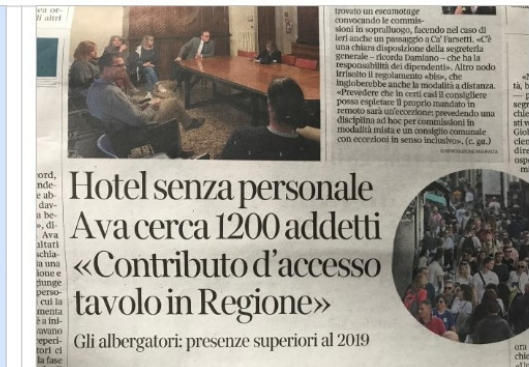 trovato un escamotage
convocando le commis-
sioni in sopralluogo, facendo nel caso di
ieri anche un passaggio a Ca' Farsetti. «C'è
una chiara disposizione della segreteria
generale – ricorda Damiano – che ha la
responsabilità dei dipendenti». Altro nodo
irrisolto il regolamento «bis», che
ingloberebbe anche la modalità a distanza.
«Prevedere che in certi casi il consigliere
possa espletare il proprio mandato in
remoto sarà un'eccezione; prevedendo una
disciplina ad hoc per commissioni in
modalità mista e un consiglio comunale
con eccezioni in senso inclusivo». (c. ga.)
Hotel senza personale
Ava cerca 1200 addetti
«Contributo d'accesso
tavolo in Regione»
Gli albergatori: presenze superiori al 2019